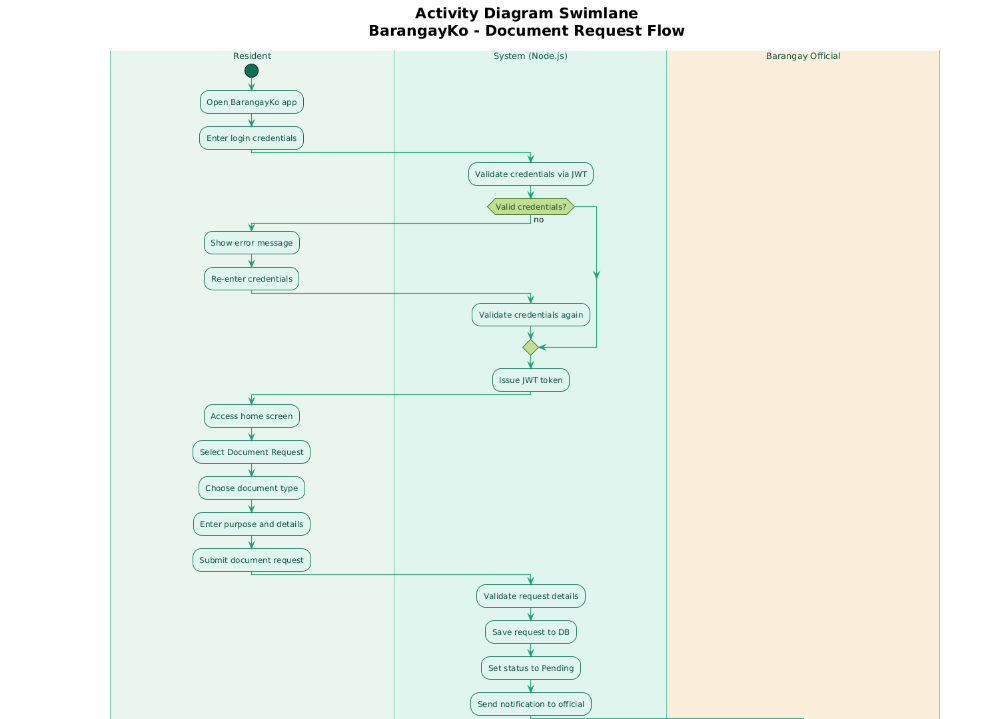 Activity Diagram Swimlane
BarangayKo - Document Request Flow
Resident
System (Node.js)
Barangay Official
Open BarangayKo app
Enter login credentials
Validate credentials via JWT
Valid credentials?
no
Show error message
Re-enter credentials
Validate credentials again
Issue JWT token
Access home screen
Select Document Request
Choose document type
Enter purpose and details
Submit document request
Validate request details
Save request to DB
Set status to Pending
Send notification to official